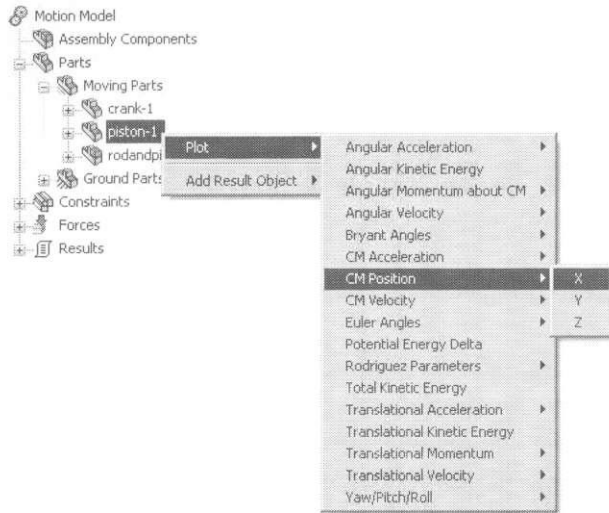 Motion Model
Assembly Components
Parts
Moving Parts
crank-1
piston-1
rodandpi
Ground Parts
Constraints
Forces
Results
Plot
Add Result Object
Angular Acceleration
Angular Kinetic Energy
Angular Momentum about CM
Angular Velocity
Bryant Angles
CM Acceleration
CM Position
CM Velocity
Euler Angles
Potential Energy Delta
Rodriguez Parameters
Total Kinetic Energy
Translational Acceleration
Translational Kinetic Energy
Translational Momentum
Translational Velocity
Yaw/Pitch/Roll
X
Y
Z